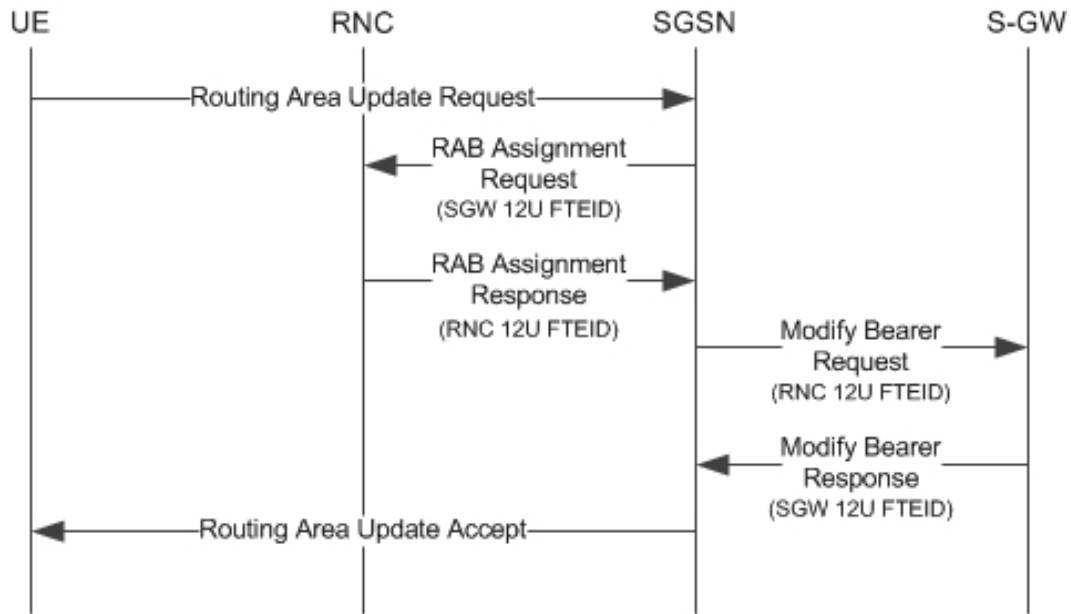 UE RNC SGSN S-GW
Routing Area Update Request
RAB Assignment
Request
(SGW 12U FTEID)
RAB Assignment
Response
(RNC 12U FTEID)
Modify Bearer
Request
(RNC 12U FTEID)
Modify Bearer
Response
(SGW 12U FTEID)
Routing Area Update Accept